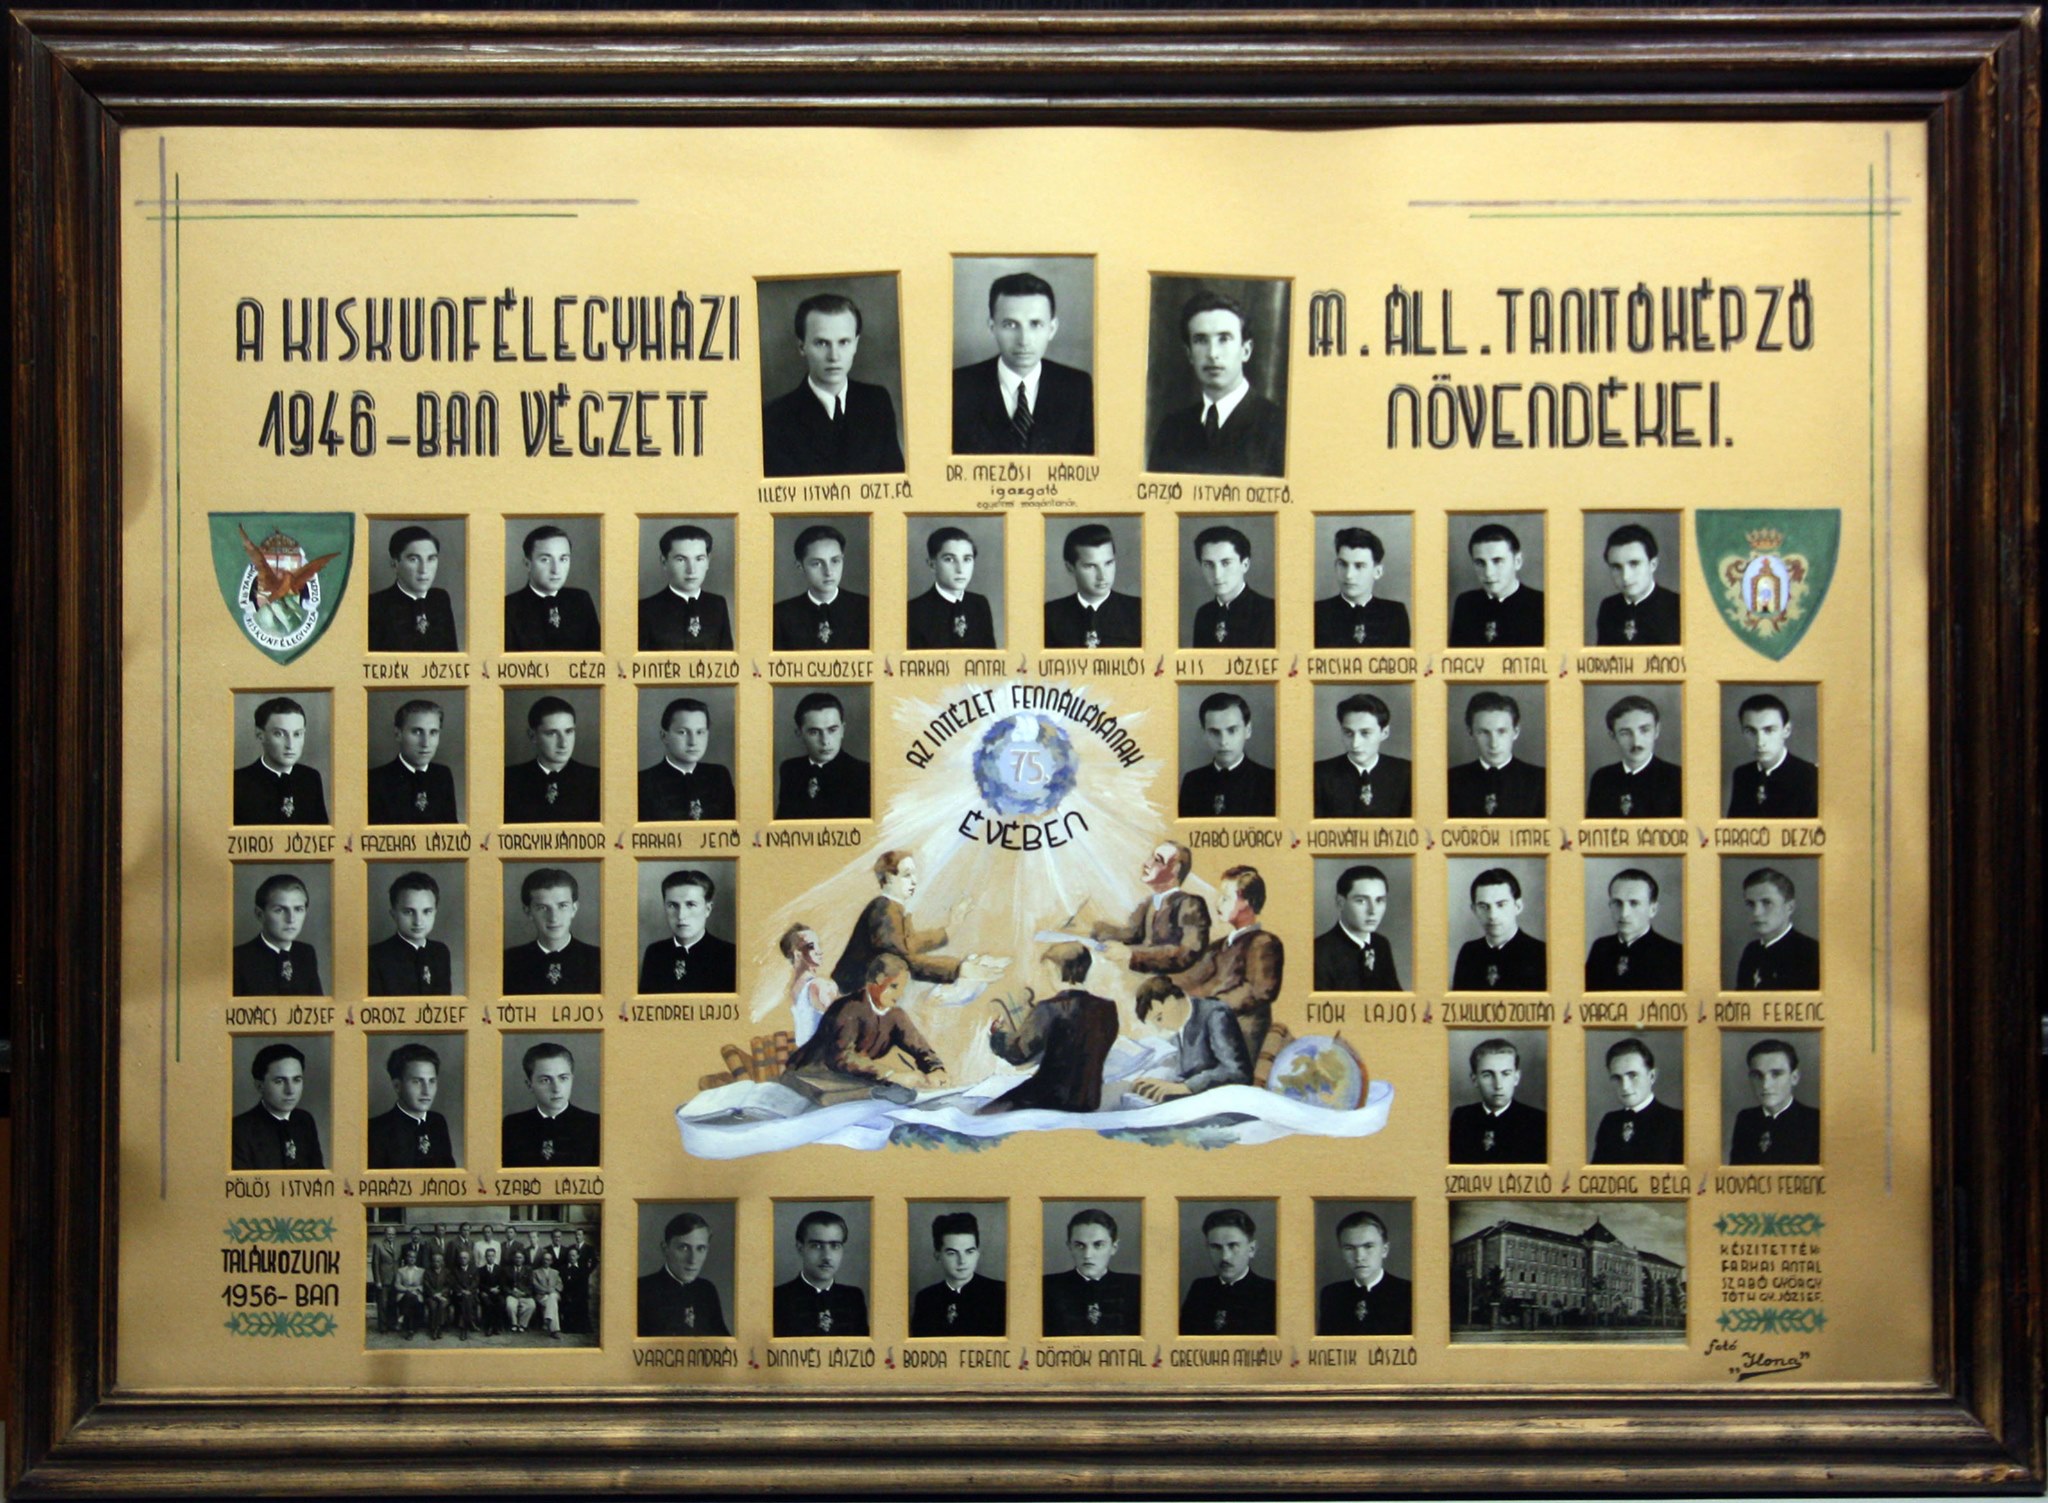 A KISKUNFÉLEGYHÁZI
1946-BAN VÉGZETT
M. ÁLL. TANITÓKÉPZŐ
NÖVENDÉKEI.
ILLÉSY ISTVÁN OSZT.FŐ.
DR. MEZŐSI KÁROLY
igazgató
egyetemi magántanár.
GAZSÓ ISTVÁN OSZTFŐ.
KISKUNFÉLEGYHÁZA
TERJÉK JÓZSEF
KOVÁCS GÉZA
PINTÉR LÁSZLÓ
TÓTH GY.JÓZSEF
FARKAS ANTAL
UTASSY MIKLÓS
KIS JÓZSEF
FRICSKA GÁBOR
NAGY ANTAL
HORVÁTH JÁNOS
AZ INTÉZET FENNÁLLÁSÁNAK
75.
ÉVÉBEN
ZSIROS JÓZSEF
FAZEKAS LÁSZLÓ
TORGYIK SÁNDOR
FARKAS JENŐ
IVÁNYI LÁSZLÓ
SZABÓ GYÖRGY
HORVÁTH LÁSZLÓ
GYÖRÖK IMRE
PINTÉR SÁNDOR
FARAGÓ DEZSŐ
KOVÁCS JÓZSEF
OROSZ JÓZSEF
TÓTH LAJOS
SZENDREI LAJOS
FIÓK LAJOS
ZS.KLUCSÓ ZOLTÁN
VARGA JÁNOS
RÓTA FERENC
PÖLÖS ISTVÁN
PARÁZS JÁNOS
SZABÓ LÁSZLÓ
SZALAY LÁSZLÓ
GAZDAG BÉLA
KOVÁCS FERENC
TALÁLKOZUNK
1956-BAN
VARGA ANDRÁS
DINNYÉS LÁSZLÓ
BORDA FERENC
DÖMÖK ANTAL
GRECSUKA MIHÁLY
KNETIK LÁSZLÓ
KÉSZITETTÉK:
FARKAS ANTAL
SZABÓ GYÖRGY
TÓTH GY.JÓZSEF.
fotó
"Ilona"